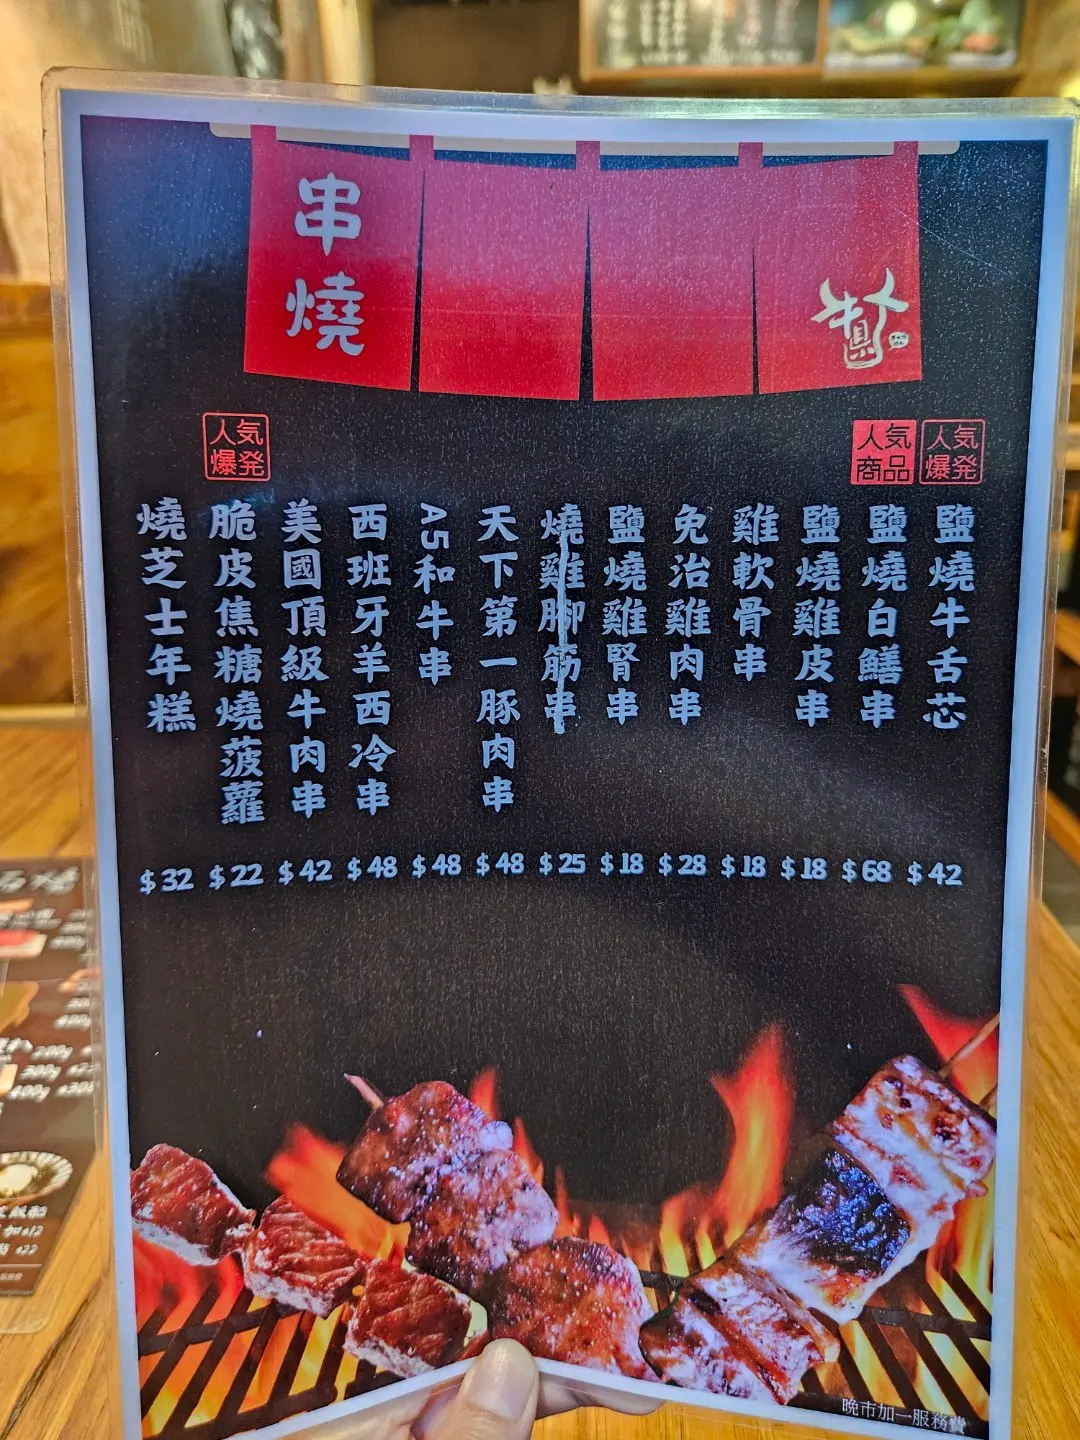 串燒
牛県
人気爆発
鹽燒牛舌芯 $42
人気商品
鹽燒白鱔串 $68
鹽燒雞皮串 $18
雞軟骨串 $18
免治雞肉串 $28
鹽燒雞腎串 $18
燒雞腳筋串 $25
天下第一豚肉串 $48
A5和牛串 $48
西班牙羊西冷串 $48
美國頂級牛肉串 $42
人気爆発
脆皮焦糖燒菠蘿 $22
燒芝士年糕 $32
晚市加一服務費